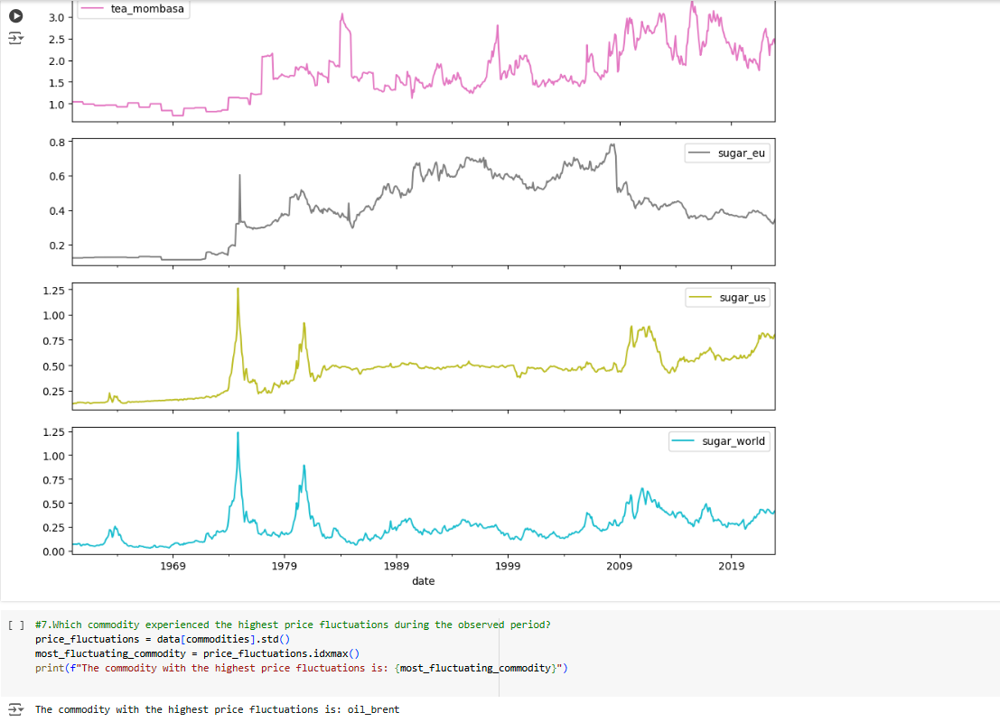 tea_mombasa
3.0
2.5
2.0
1.5
1.0
0.8
sugar_eu
0.6
0.4
0.2
1.25
sugar_us
1.00
0.75
0.50
0.25
1.25
sugar_world
1.00
0.75
0.50
0.25
0.00
1969 1979 1989 1999 2009 2019
date
[ ] #7.Which commodity experienced the highest price fluctuations during the observed period?
price_fluctuations = data[commodities].std()
most_fluctuating_commodity = price_fluctuations.idxmax()
print(f"The commodity with the highest price fluctuations is: {most_fluctuating_commodity}")
The commodity with the highest price fluctuations is: oil_brent